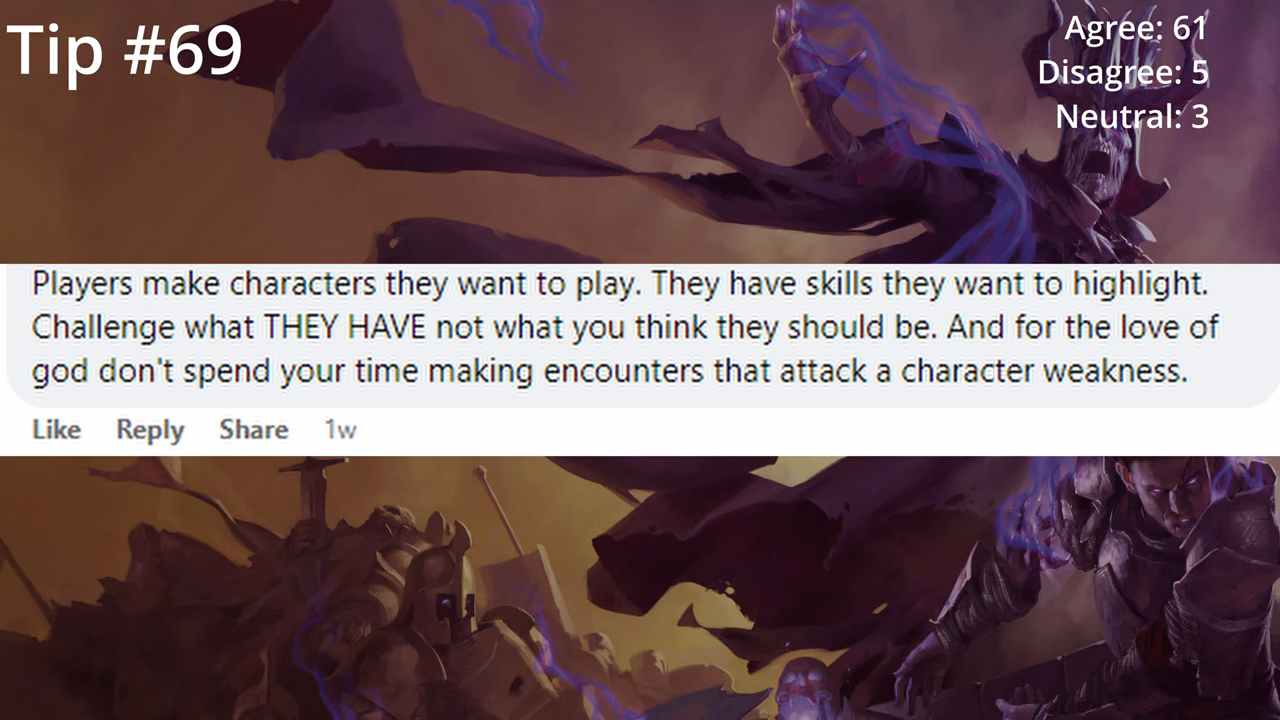 Tip #69
Agree: 61
Disagree: 5
Neutral: 3
Players make characters they want to play. They have skills they want to highlight.
Challenge what THEY HAVE not what you think they should be. And for the love of
god don't spend your time making encounters that attack a character weakness.
Like Reply Share 1w